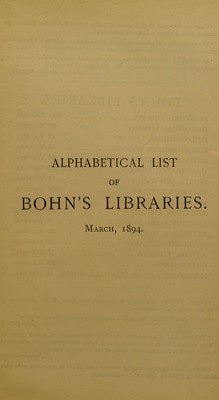 ALPHABETICAL LIST
OF
BOHN'S LIBRARIES.
MARCH, 1894.